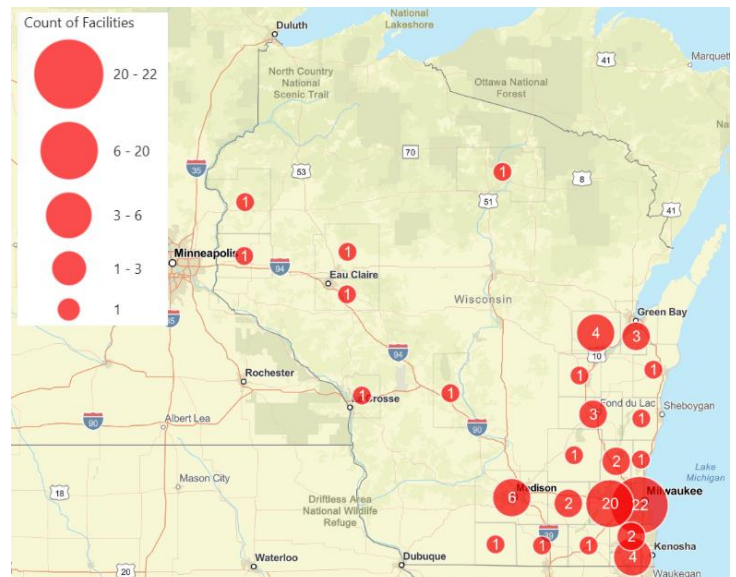 Count of Facilities
20 - 22
6 - 20
3 - 6
1 - 3
1
National
Lakeshore
Duluth
North Country
National
Scenic Trail
Ottawa National
Forest
41
Marquett
Na
35
53
70
8
51
41
1
1
Minneapolis
1
94
1
Eau Claire
1
Wisconsin
35
Green Bay
4
3
10
94
Rochester
1
1
La Crosse
1
1
90
Albert Lea
90
3
Fond du Lac
1
Sheboygan
1
2
1
Lake
Michigan
Mason City
18
Driftless Area
National Wildlife
Refuge
Madison
6
2
20
22
Milwaukee
1
1
39
1
2
4
Kenosha
Waukegan
20
Waterloo
Dubuque